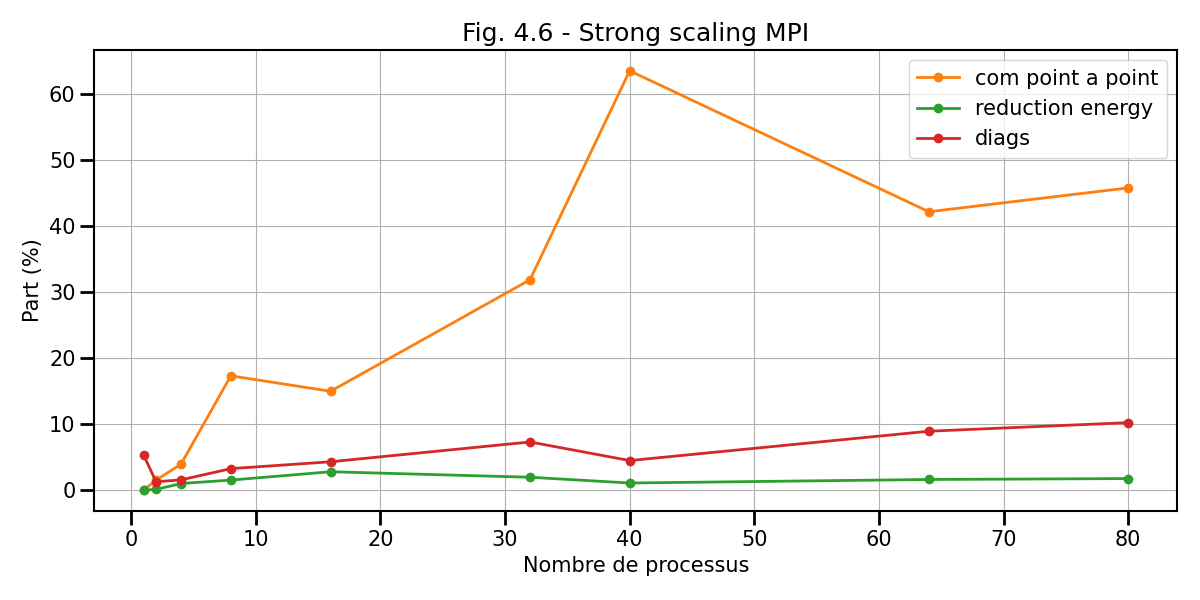 Fig. 4.6 - Strong scaling MPI
com point a point
reduction energy
diags
Part (%)
60
50
40
30
20
10
0
0 10 20 30 40 50 60 70 80
Nombre de processus